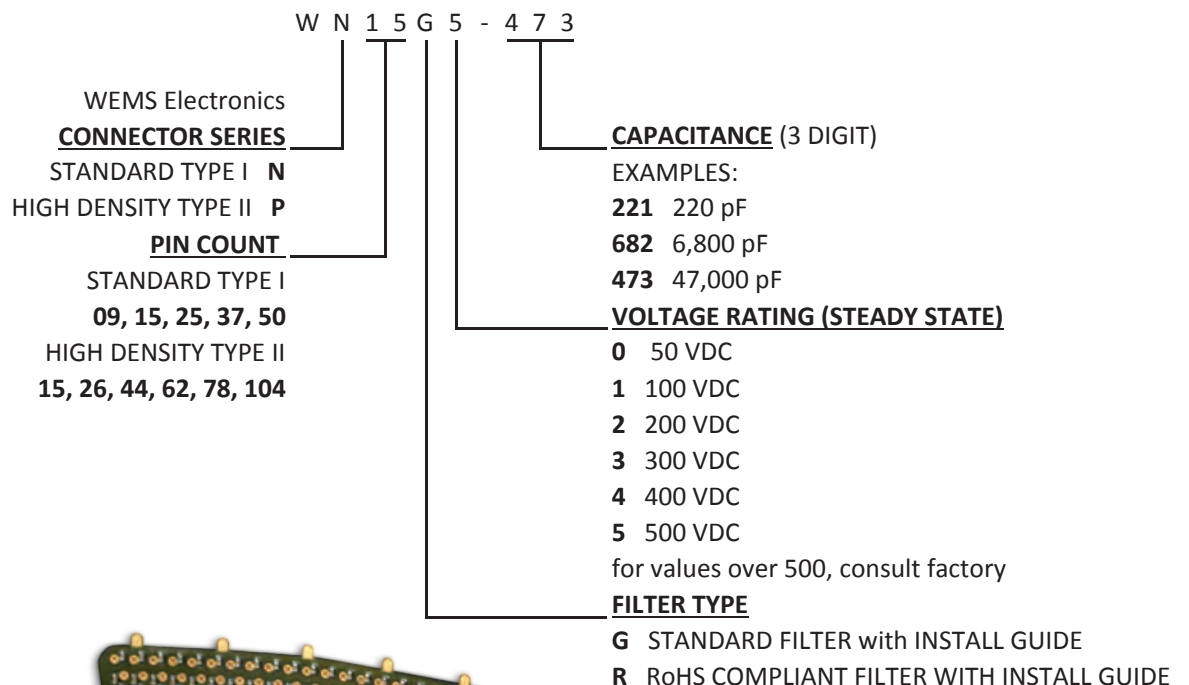 W N 1 5 G 5 - 4 7 3
WEMS Electronics
CONNECTOR SERIES
STANDARD TYPE I N
HIGH DENSITY TYPE II P
PIN COUNT
STANDARD TYPE I
09, 15, 25, 37, 50
HIGH DENSITY TYPE II
15, 26, 44, 62, 78, 104
CAPACITANCE (3 DIGIT)
EXAMPLES:
221 220 pF
682 6,800 pF
473 47,000 pF
VOLTAGE RATING (STEADY STATE)
0 50 VDC
1 100 VDC
2 200 VDC
3 300 VDC
4 400 VDC
5 500 VDC
for values over 500, consult factory
FILTER TYPE
G STANDARD FILTER with INSTALL GUIDE
R RoHS COMPLIANT FILTER WITH INSTALL GUIDE